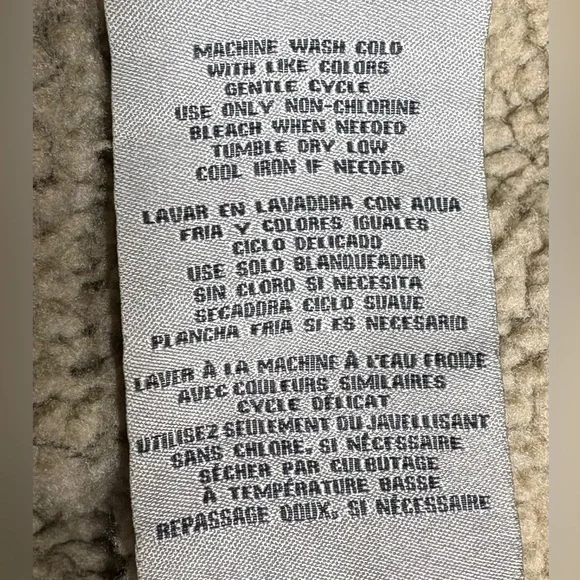 MACHINE WASH COLD
WITH LIKE COLORS
GENTLE CYCLE
USE ONLY NON-CHLORINE
BLEACH WHEN NEEDED
TUMBLE DRY LOW
COOL IRON IF NEEDED
LAVAR EN LAVADORA CON AQUA
FRIA Y COLORES IGUALES
CICLO DELICADO
USE SOLO BLANQUEADOR
SIN CLORO SI NECESITA
SECADORA CICLO SUAVE
PLANCHA FRIA SI ES NECESARIO
LAVER À LA MACHINE À L'EAU FROIDE
AVEC COULEURS SIMILAIRES
CYCLE DÉLICAT
UTILISEZ SEULEMENT DU JAVELLISANT
SANS CHLORE, SI NÉCESSAIRE
SÉCHER PAR CULBUTAGE
À TEMPÉRATURE BASSE
REPASSAGE DOUX, SI NÉCESSAIRE